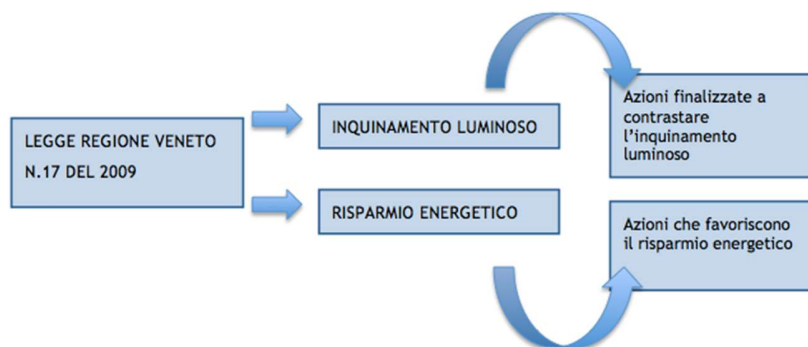 LEGGE REGIONE VENETO
N.17 DEL 2009
INQUINAMENTO LUMINOSO
RISPARMIO ENERGETICO
Azioni finalizzate a
contrastare
l'inquinamento
luminoso
Azioni che favoriscono
il risparmio energetico